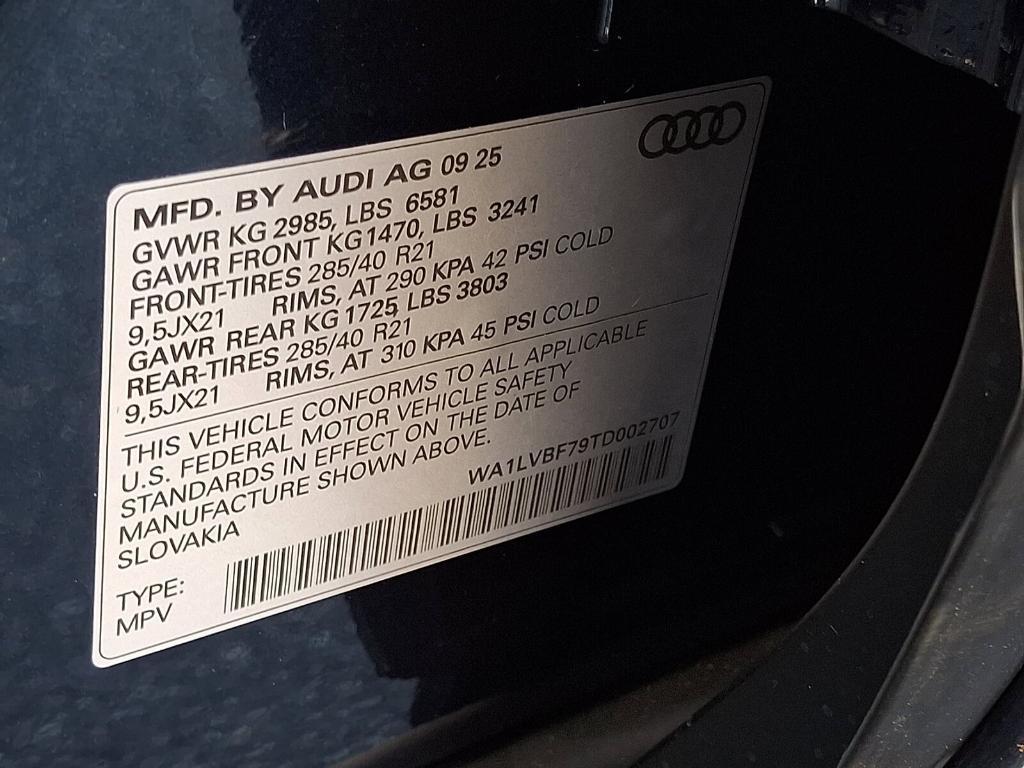 MFD. BY AUDI AG 09 25
GVWR KG 2985, LBS 6581
GAWR FRONT KG1470, LBS 3241
FRONT-TIRES 285/40 R21
9,5JX21 RIMS, AT 290 KPA 42 PSI COLD
GAWR REAR KG 1725, LBS 3803
REAR-TIRES 285/40 R21
9,5JX21 RIMS, AT 310 KPA 45 PSI COLD
THIS VEHICLE CONFORMS TO ALL APPLICABLE
U.S. FEDERAL MOTOR VEHICLE SAFETY
STANDARDS IN EFFECT ON THE DATE OF
MANUFACTURE SHOWN ABOVE.
SLOVAKIA
WA1LVBF79TD002707
TYPE:
MPV